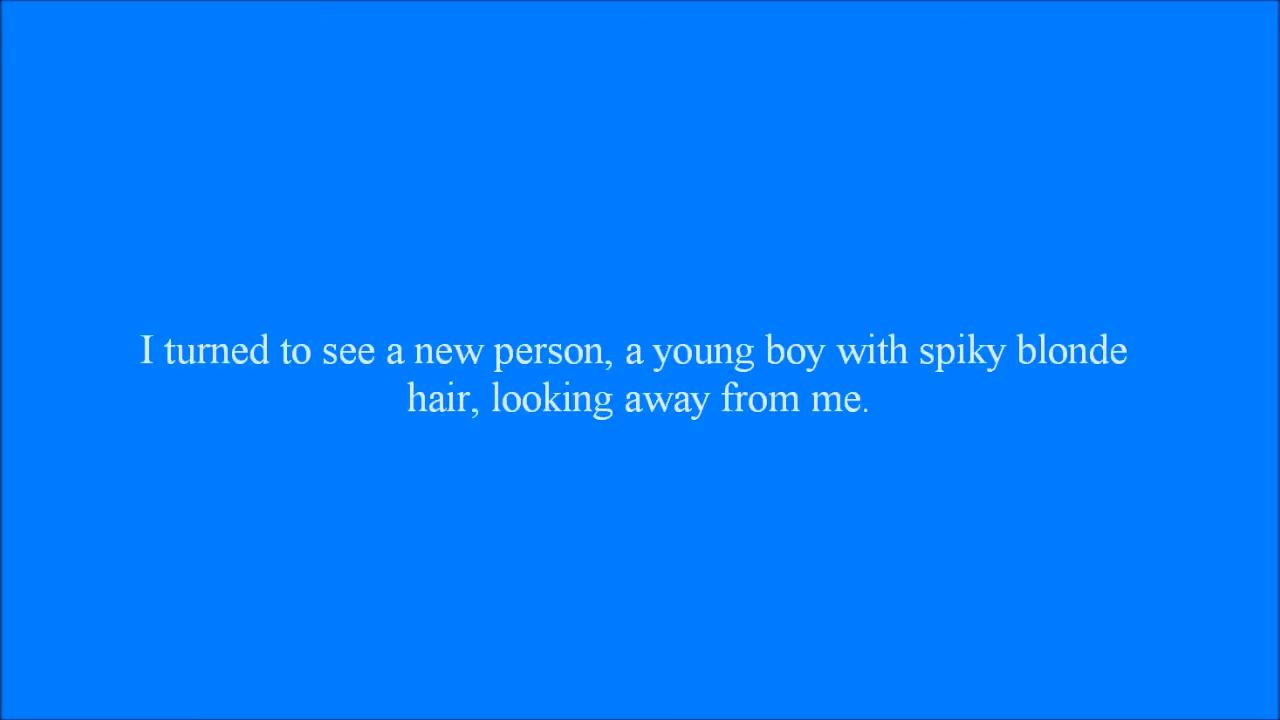 I turned to see a new person, a young boy with spiky blonde
hair, looking away from me.